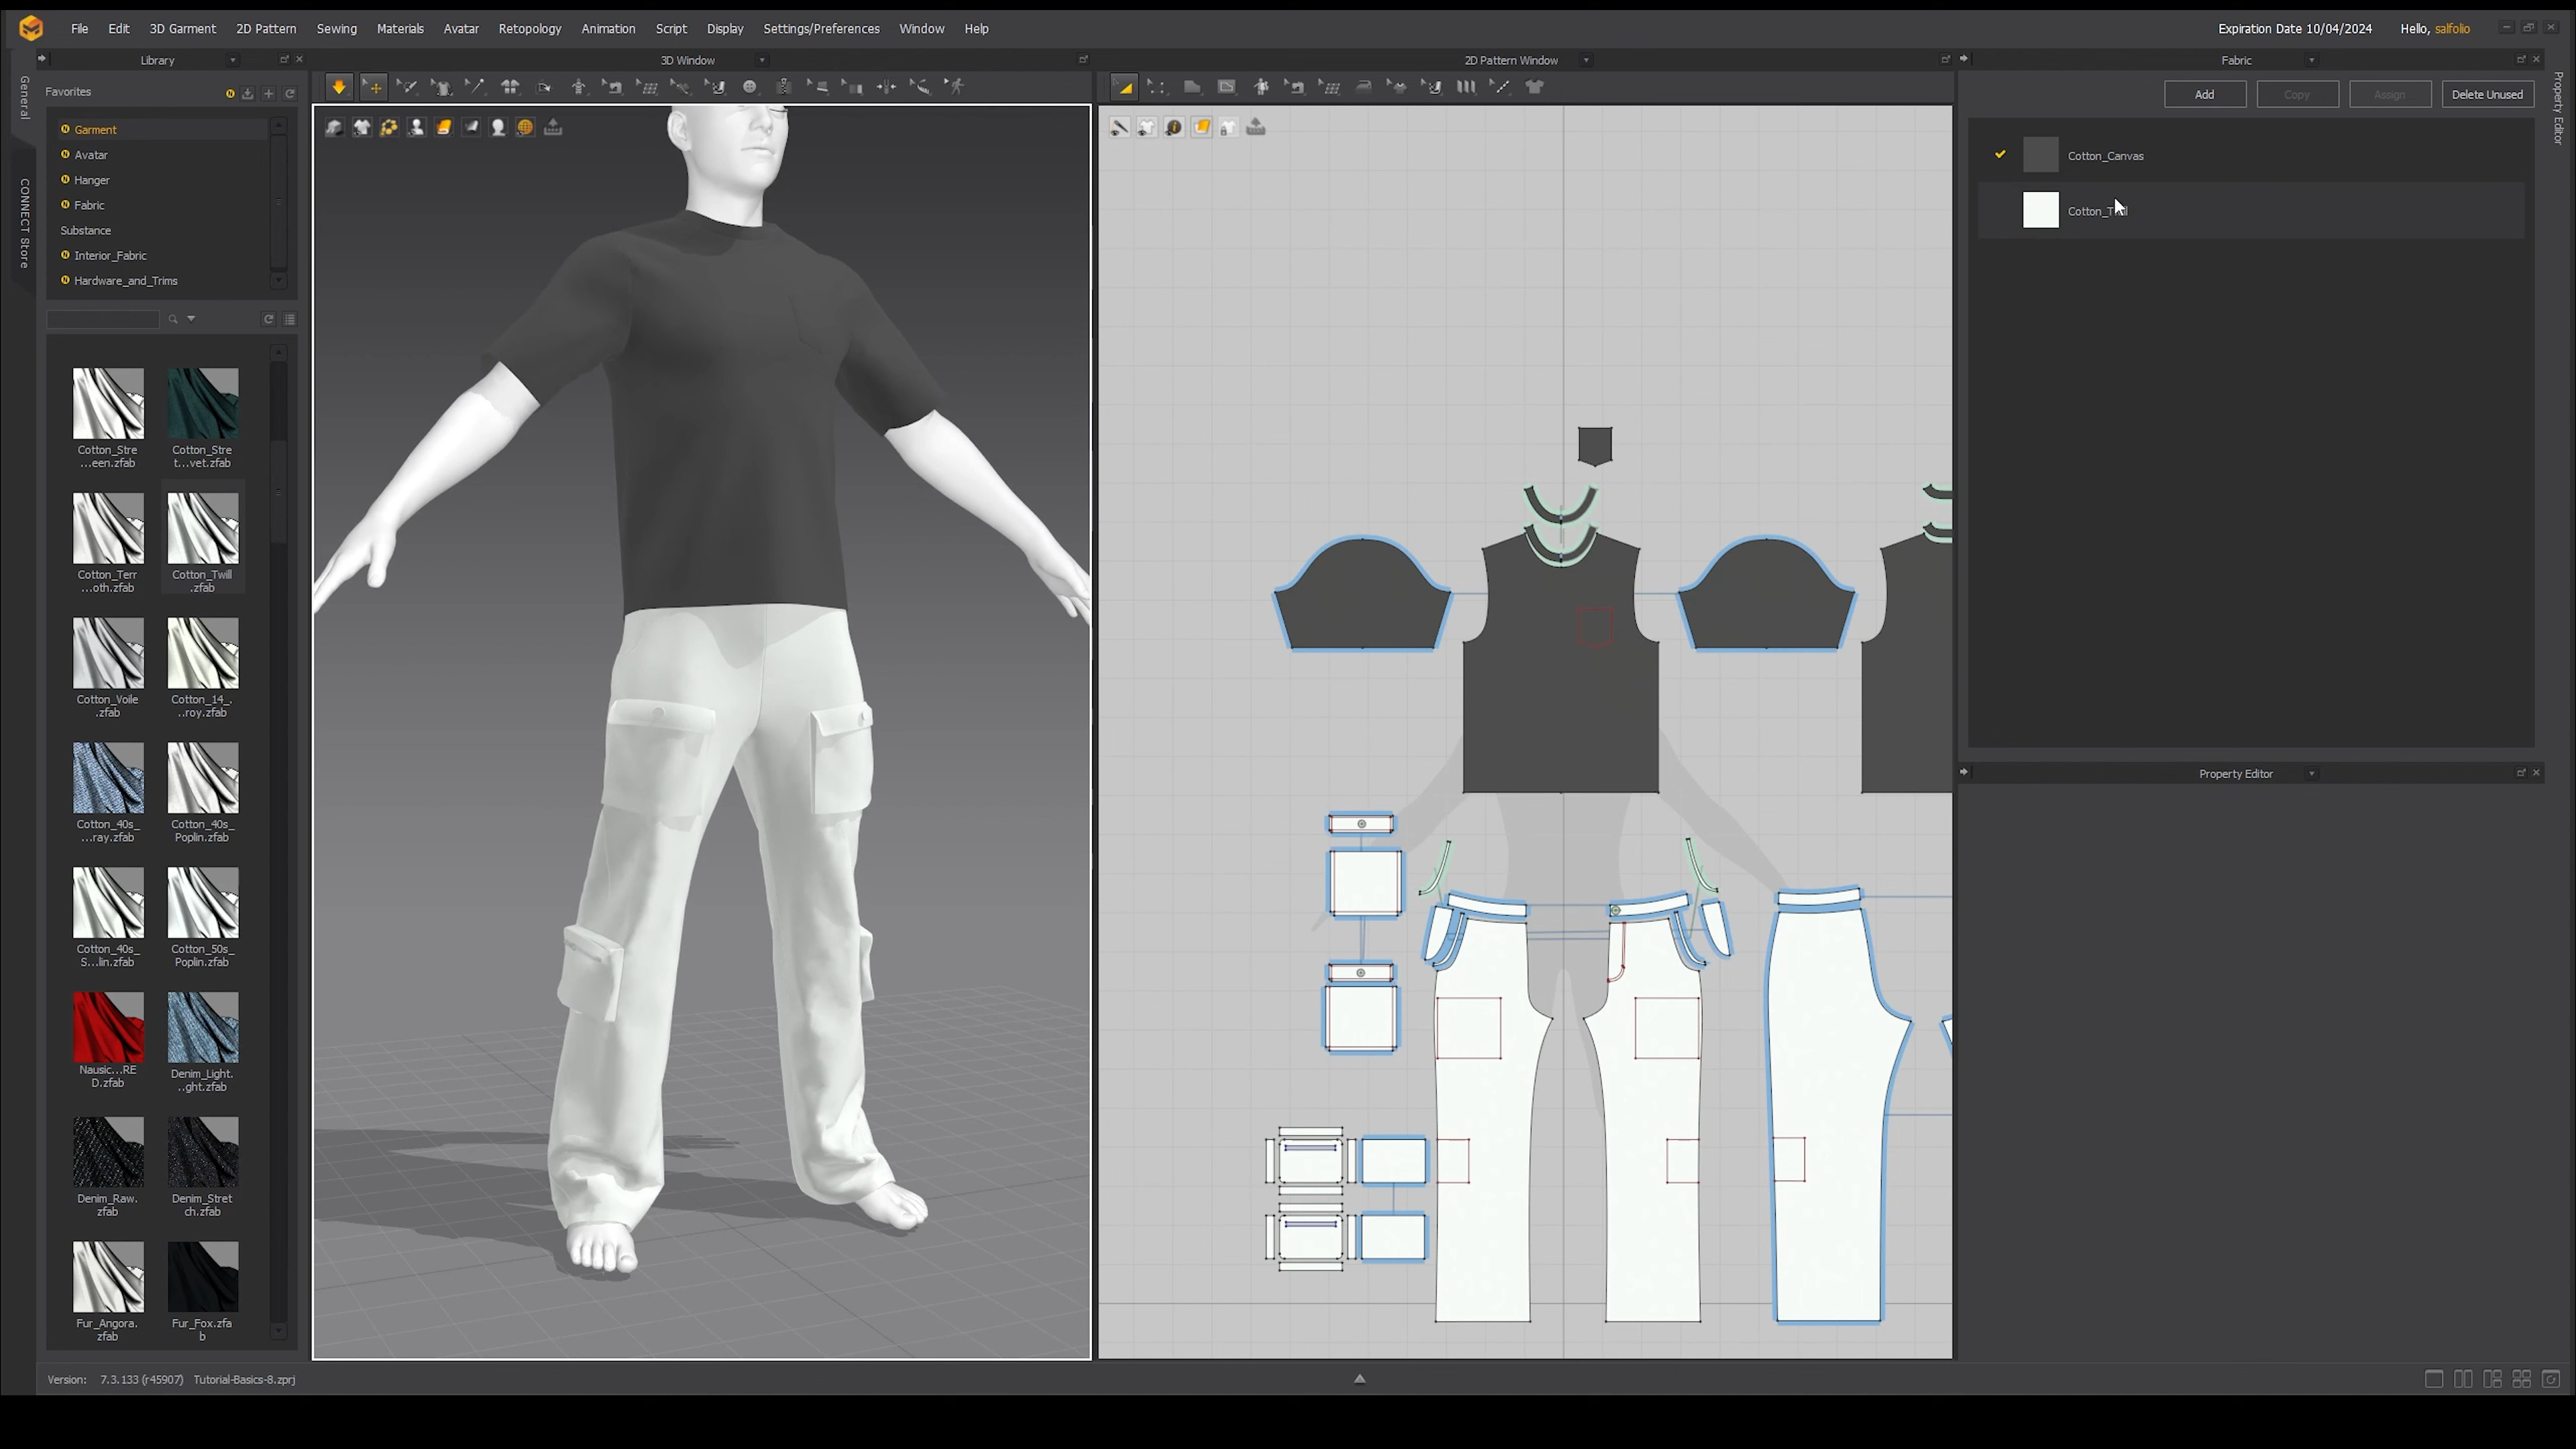 File Edit 3D Garment 2D Pattern Sewing Materials Avatar Retopology Animation Script Display Settings/Preferences Window Help Expiration Date 10/04/2024 Hello, salfolio
Library 3D Window 2D Pattern Window Fabric
General
CONNECT Store
Favorites
Garment
Avatar
Hanger
Fabric
Substance
Interior_Fabric
Hardware_and_Trims
Cotton_Stre
...een.zfab
Cotton_Stre
t...vet.zfab
Cotton_Terr
...oth.zfab
Cotton_Twill
.zfab
Cotton_Voile
.zfab
Cotton_14_.
..roy.zfab
Cotton_40s_
...ray.zfab
Cotton_40s_
Poplin.zfab
Cotton_40s_
S...lin.zfab
Cotton_50s_
Poplin.zfab
Nausic...RE
D.zfab
Denim_Light.
..ght.zfab
Denim_Raw.
zfab
Denim_Stret
ch.zfab
Fur_Angora.
zfab
Fur_Fox.zfa
b
Add Copy Assign Delete Unused
Cotton_Canvas
Property Editor
Property Editor
Version: 7.3.133 (r45907) Tutorial-Basics-8.zprj